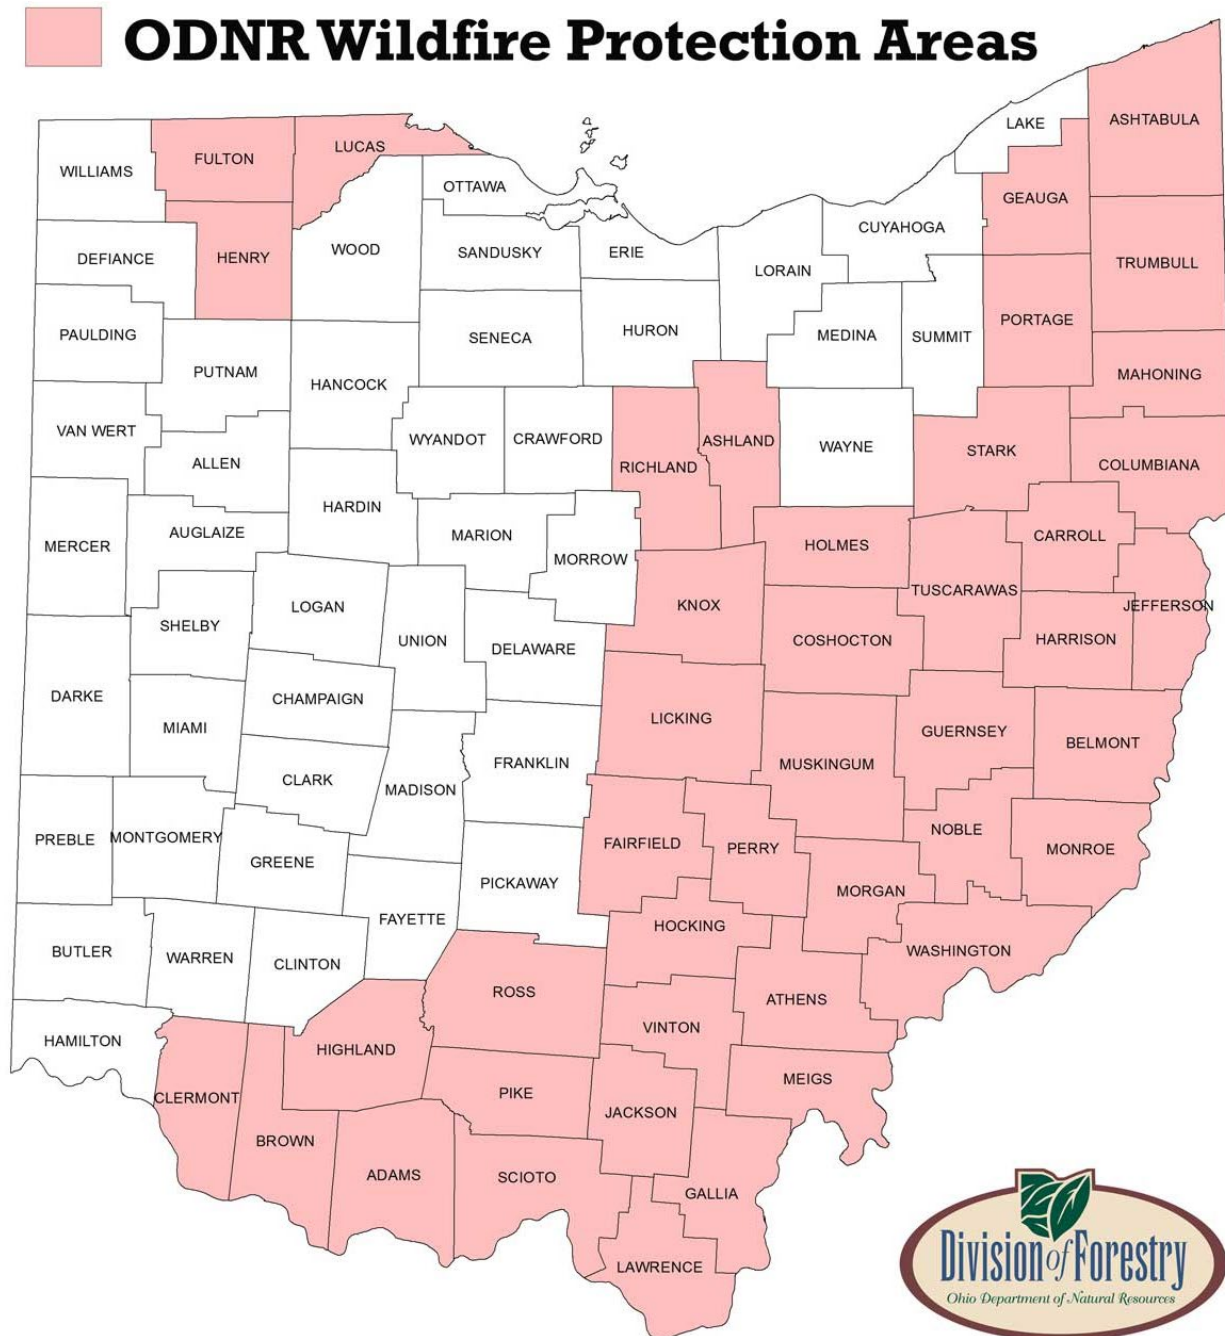 ODNR Wildfire Protection Areas
LAKE
ASHTABULA
WILLIAMS
FULTON
LUCAS
OTTAWA
GEAUGA
CUYAHOGA
DEFIANCE
HENRY
WOOD
SANDUSKY
ERIE
LORAIN
TRUMBULL
PAULDING
SENECA
HURON
MEDINA
SUMMIT
PORTAGE
PUTNAM
HANCOCK
MAHONING
VAN WERT
ALLEN
WYANDOT
CRAWFORD
RICHLAND
ASHLAND
WAYNE
STARK
COLUMBIANA
HARDIN
MERCER
AUGLAIZE
MARION
MORROW
HOLMES
CARROLL
SHELBY
LOGAN
UNION
DELAWARE
KNOX
COSHOCTON
TUSCARAWAS
HARRISON
JEFFERSON
DARKE
MIAMI
CHAMPAIGN
LICKING
GUERNSEY
BELMONT
CLARK
MADISON
FRANKLIN
MUSKINGUM
PREBLE
MONTGOMERY
GREENE
FAIRFIELD
PERRY
NOBLE
MONROE
PICKAWAY
MORGAN
FAYETTE
HOCKING
BUTLER
WARREN
CLINTON
WASHINGTON
ROSS
ATHENS
HAMILTON
HIGHLAND
VINTON
CLERMONT
PIKE
JACKSON
MEIGS
BROWN
ADAMS
SCIOTO
GALLIA
LAWRENCE
Division of Forestry
Ohio Department of Natural Resources